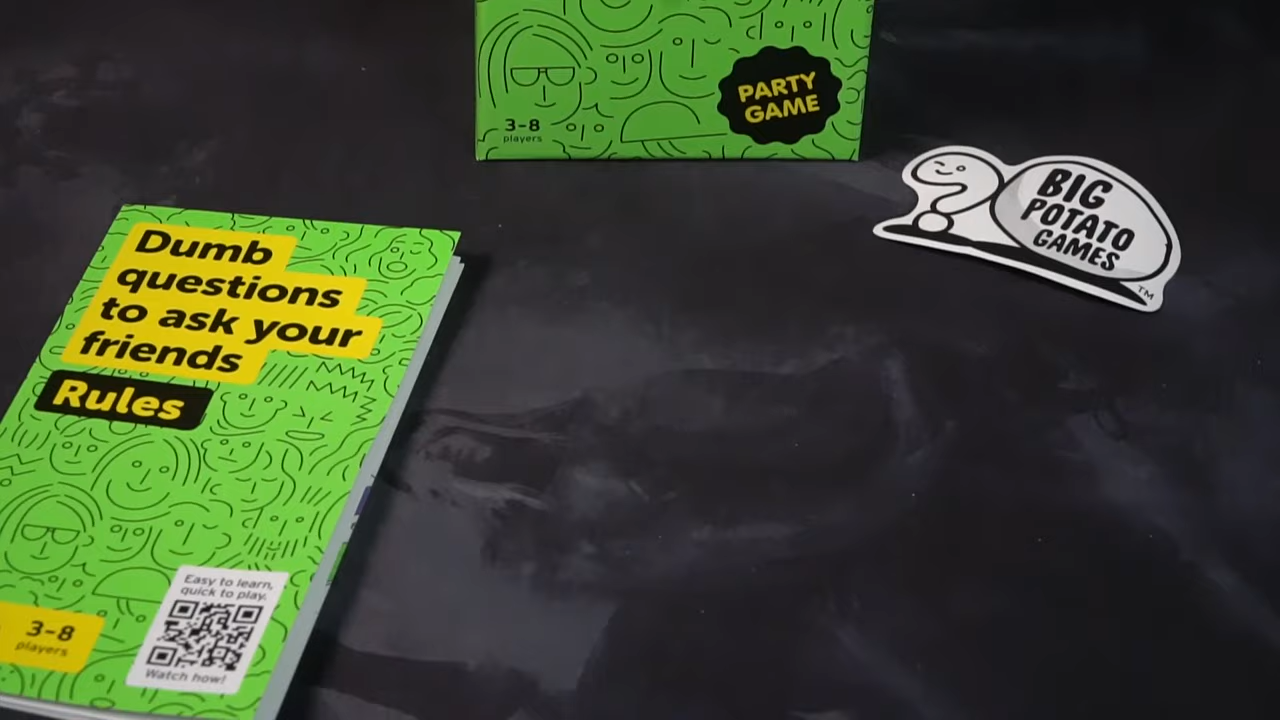 3-8
players
PARTY
GAME
BIG
POTATO
GAMES
TM
Dumb
questions
to ask your
friends
Rules
3-8
players
Easy to learn,
quick to play.
Watch how!